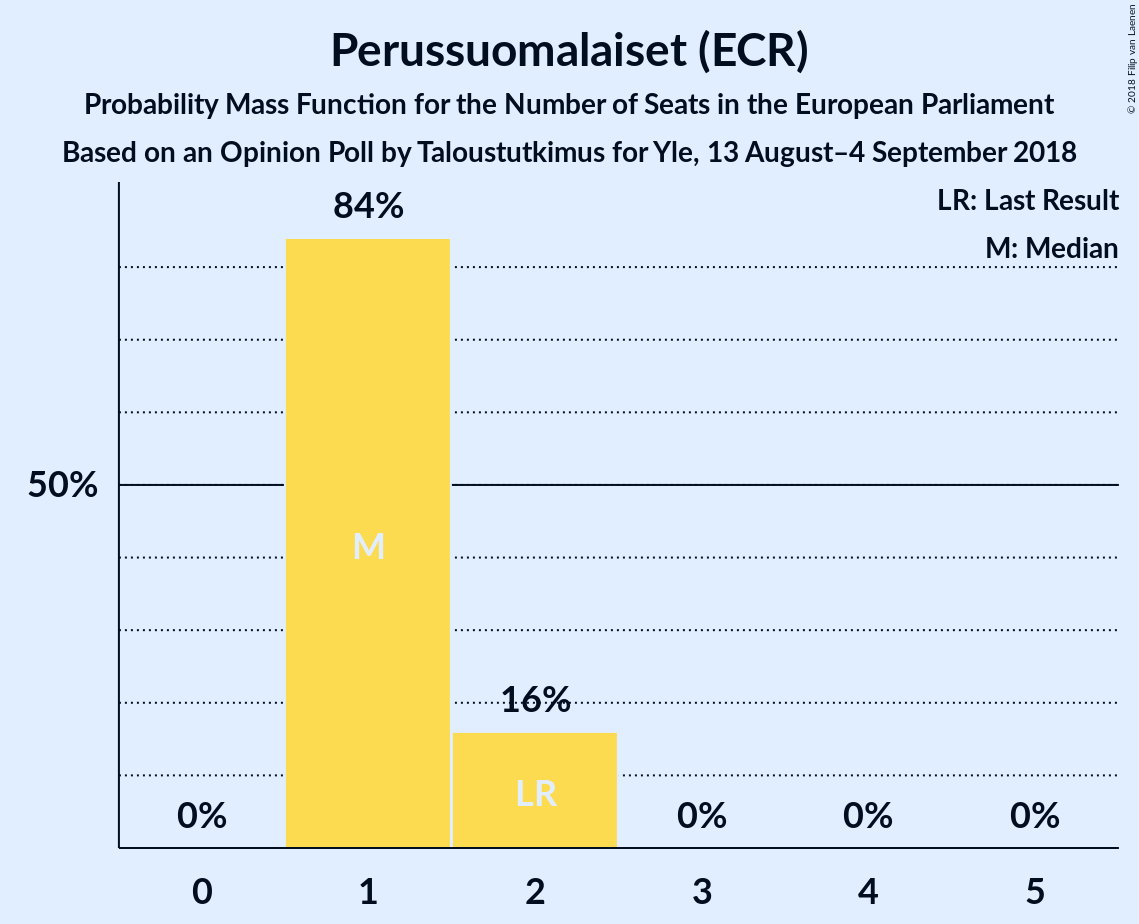 Perussuomalaiset (ECR)
Probability Mass Function for the Number of Seats in the European Parliament
Based on an Opinion Poll by Taloustutkimus for Yle, 13 August–4 September 2018
© 2018 Filip van Laenen
LR: Last Result
M: Median
84%
50%
M
16%
LR
0%
0%
0%
0%
0 1 2 3 4 5